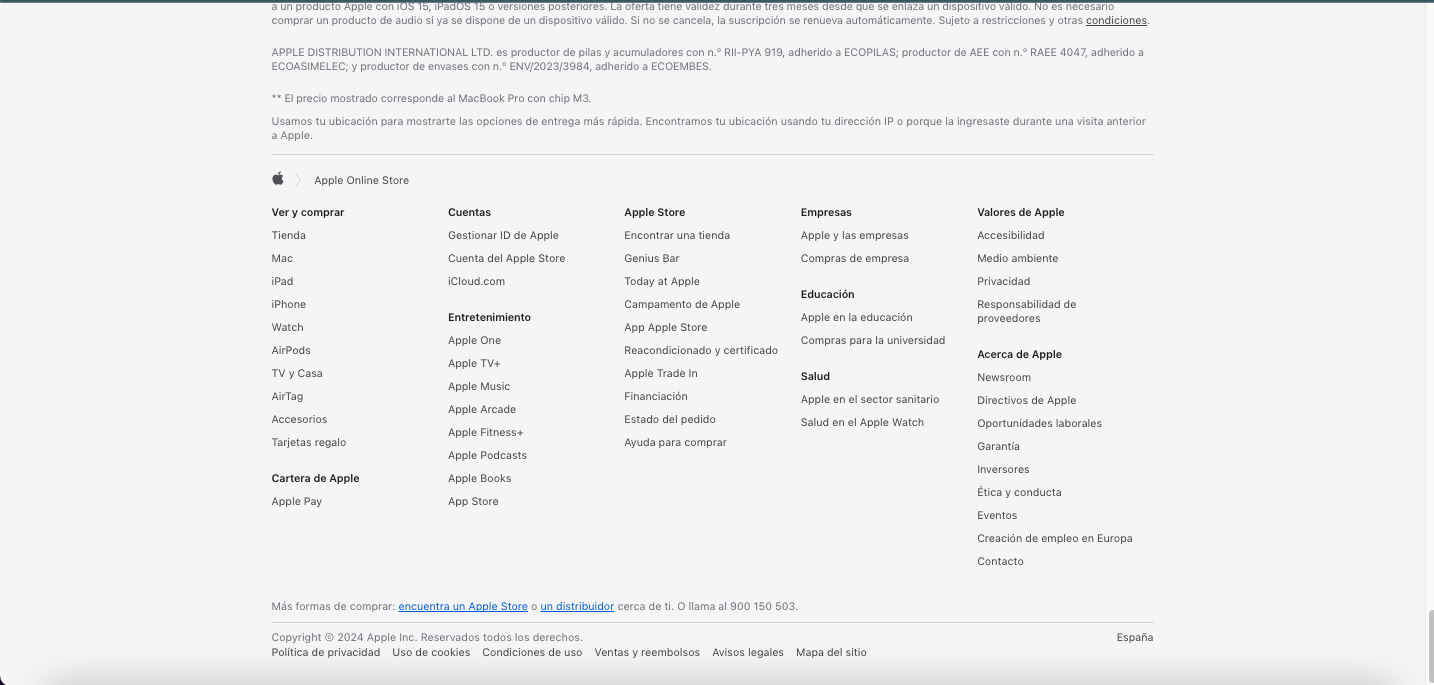 a un producto Apple con iOS 15, iPadOS 15 o versiones posteriores. La oferta tiene validez durante tres meses desde que se enlaza un dispositivo válido. No es necesario
comprar un producto de audio si ya se dispone de un dispositivo válido. Si no se cancela, la suscripción se renueva automáticamente. Sujeto a restricciones y otras condiciones.
APPLE DISTRIBUTION INTERNATIONAL LTD. es productor de pilas y acumuladores con n.º RII-PYA 919, adherido a ECOPILAS; productor de AEE con n.º RAEE 4047, adherido a
ECOASIMELEC; y productor de envases con n.º ENV/2023/3984, adherido a ECOEMBES.
** El precio mostrado corresponde al MacBook Pro con chip M3.
Usamos tu ubicación para mostrarte las opciones de entrega más rápida. Encontramos tu ubicación usando tu dirección IP o porque la ingresaste durante una visita anterior
a Apple.
Apple Online Store
Ver y comprar
Tienda
Mac
iPad
iPhone
Watch
AirPods
TV y Casa
AirTag
Accesorios
Tarjetas regalo
Cartera de Apple
Apple Pay
Cuentas
Gestionar ID de Apple
Cuenta del Apple Store
iCloud.com
Entretenimiento
Apple One
Apple TV+
Apple Music
Apple Arcade
Apple Fitness+
Apple Podcasts
Apple Books
App Store
Apple Store
Encontrar una tienda
Genius Bar
Today at Apple
Campamento de Apple
App Apple Store
Reacondicionado y certificado
Apple Trade In
Financiación
Estado del pedido
Ayuda para comprar
Empresas
Apple y las empresas
Compras de empresa
Educación
Apple en la educación
Compras para la universidad
Salud
Apple en el sector sanitario
Salud en el Apple Watch
Valores de Apple
Accesibilidad
Medio ambiente
Privacidad
Responsabilidad de
proveedores
Acerca de Apple
Newsroom
Directivos de Apple
Oportunidades laborales
Garantía
Inversores
Ética y conducta
Eventos
Creación de empleo en Europa
Contacto
Más formas de comprar: encuentra un Apple Store o un distribuidor cerca de ti. O llama al 900 150 503.
Copyright © 2024 Apple Inc. Reservados todos los derechos.
España
Política de privacidad Uso de cookies Condiciones de uso Ventas y reembolsos Avisos legales Mapa del sitio